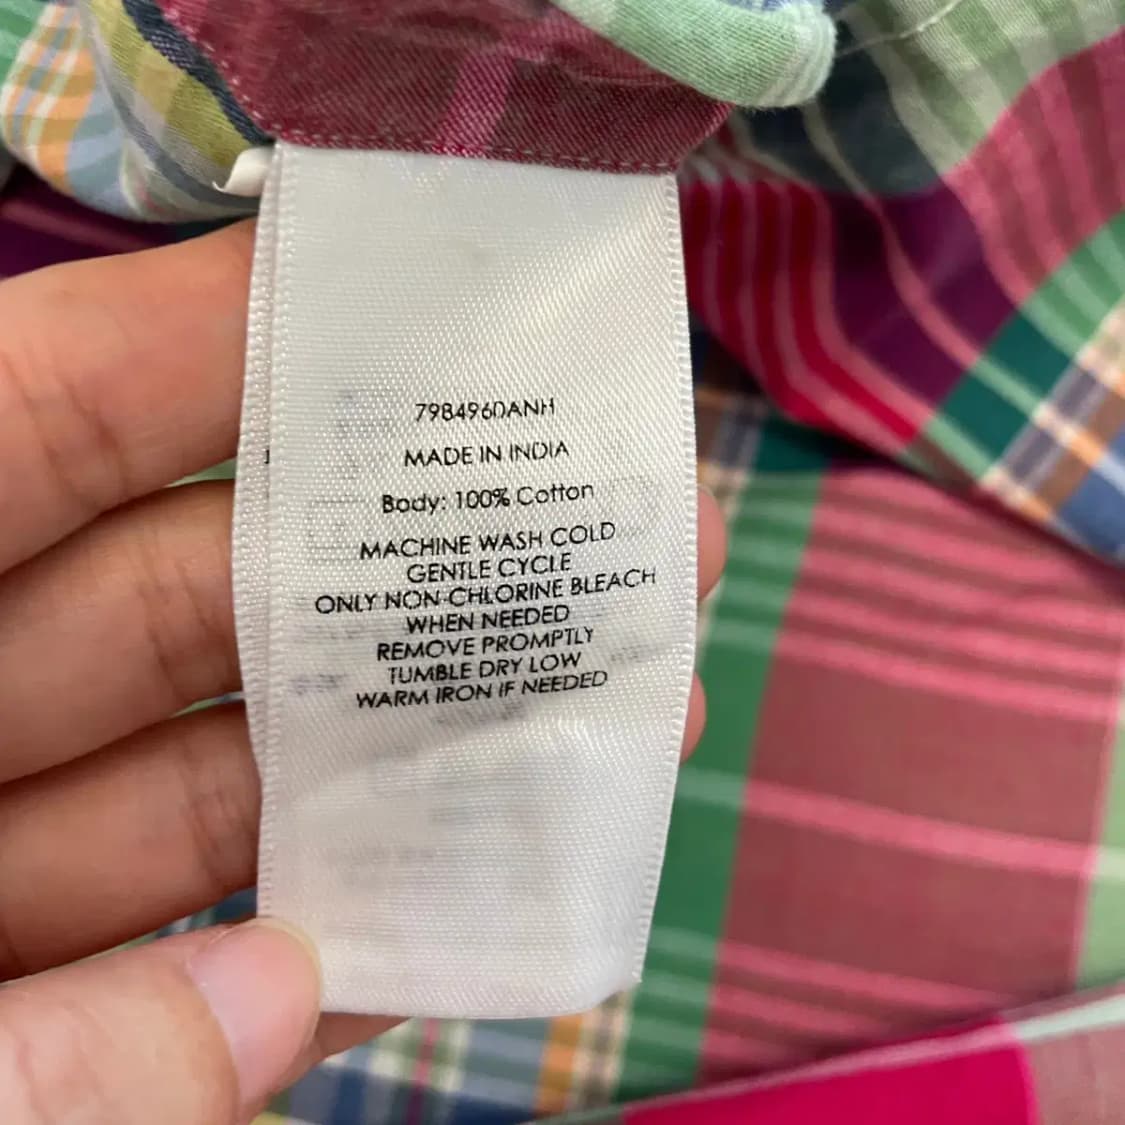 7984960ANH
MADE IN INDIA
Body: 100% Cotton
MACHINE WASH COLD
GENTLE CYCLE
ONLY NON-CHLORINE BLEACH
WHEN NEEDED
REMOVE PROMPTLY
TUMBLE DRY LOW
WARM IRON IF NEEDED